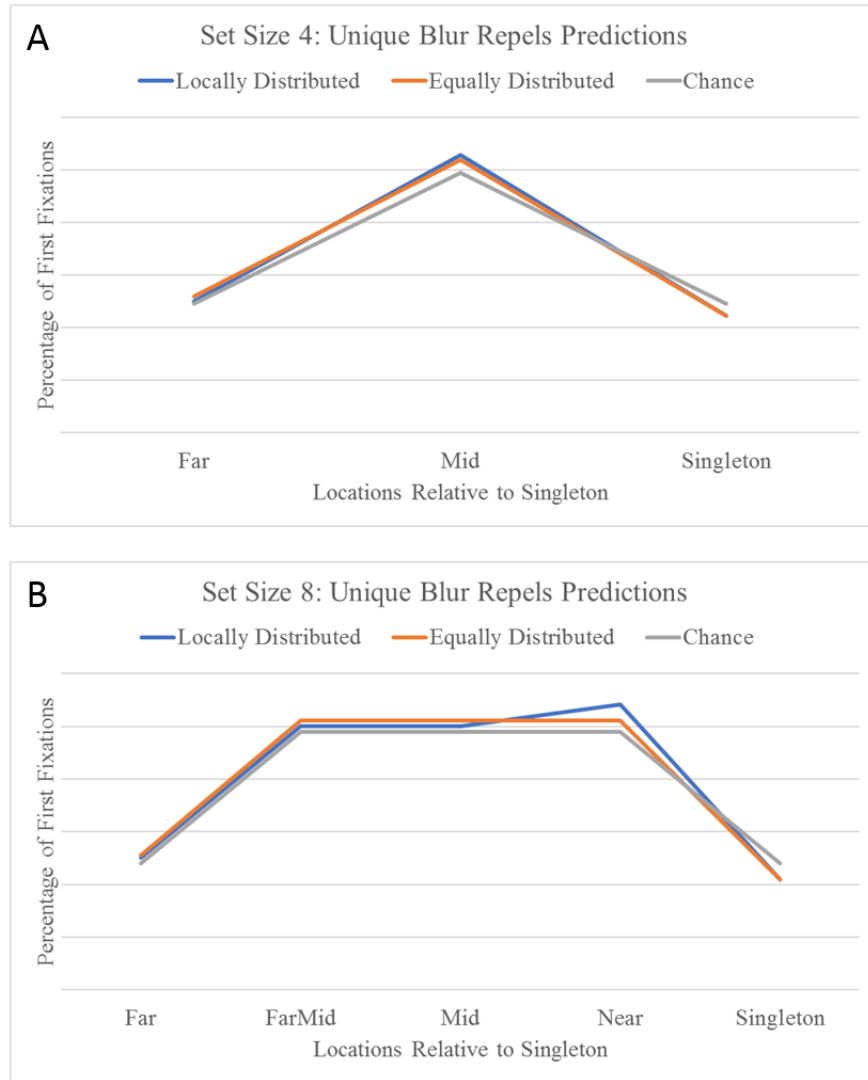 A
Set Size 4: Unique Blur Repels Predictions
Locally Distributed Equally Distributed Chance
Percentage of First Fixations
0
Far Mid Singleton
Locations Relative to Singleton
B
Set Size 8: Unique Blur Repels Predictions
Locally Distributed Equally Distributed Chance
Percentage of First Fixations
0
Far FarMid Mid Near Singleton
Locations Relative to Singleton